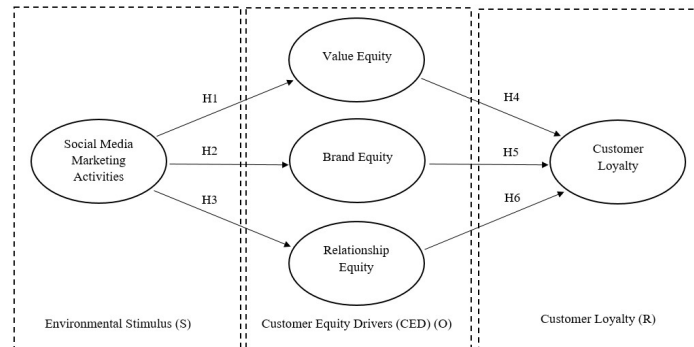 Value Equity
H1
H4
Social Media
Marketing
Activities
H2
Brand Equity
H5
Customer
Loyalty
H3
H6
Relationship
Equity
Environmental Stimulus (S)
Customer Equity Drivers (CED) (O)
Customer Loyalty (R)